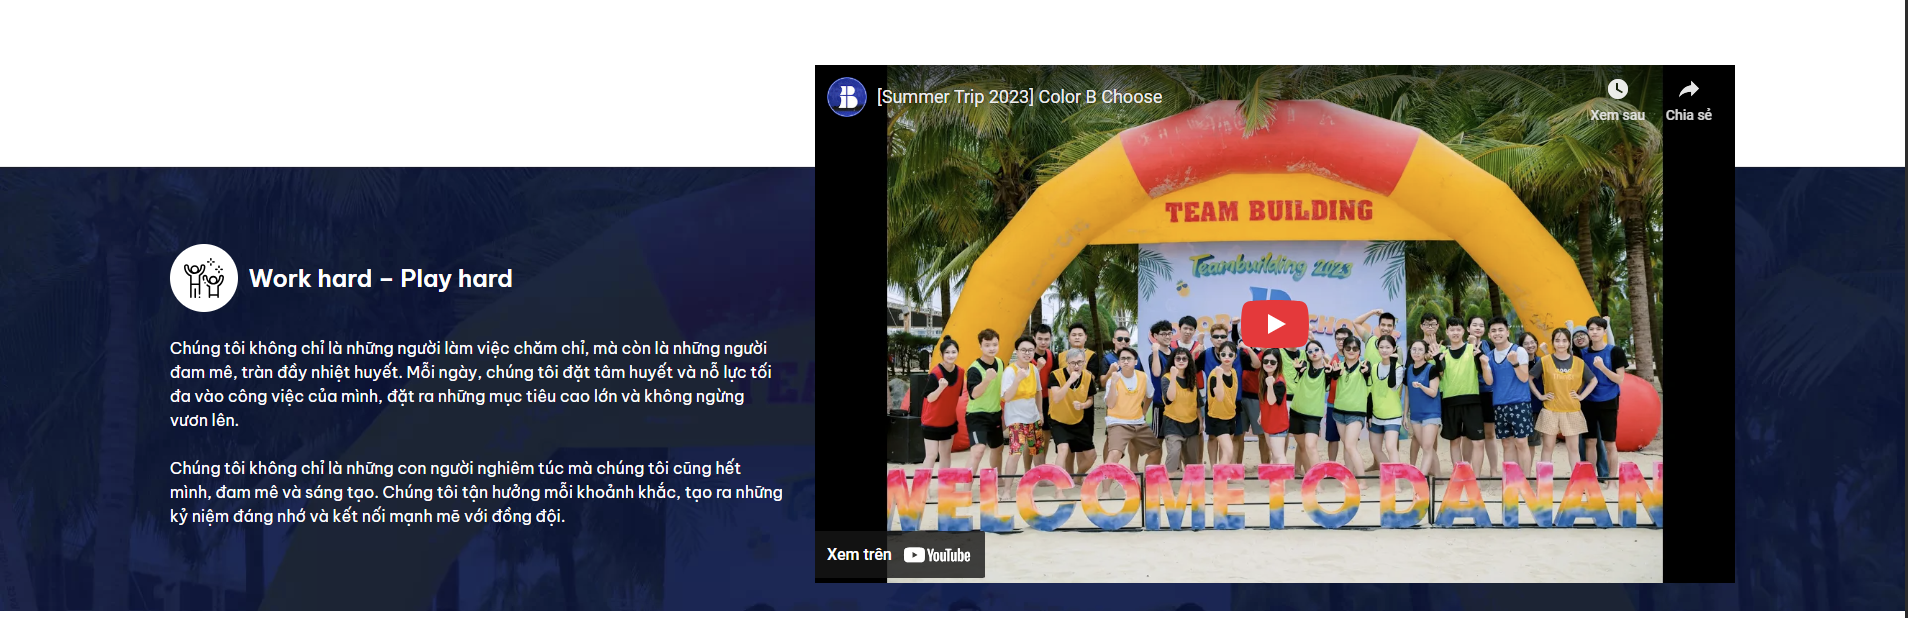 [Summer Trip 2023] Color B Choose
Xem sau
Chia sẻ
TEAM BUILDING
Teambuilding 2023
Work hard – Play hard
Chúng tôi không chỉ là những người làm việc chăm chỉ, mà còn là những người
đam mê, tràn đầy nhiệt huyết. Mỗi ngày, chúng tôi đặt tâm huyết và nỗ lực tối
đa vào công việc của mình, đặt ra những mục tiêu cao lớn và không ngừng
vươn lên.
Chúng tôi không chỉ là những con người nghiêm túc mà chúng tôi cũng hết
mình, đam mê và sáng tạo. Chúng tôi tận hưởng mỗi khoảnh khắc, tạo ra những
kỷ niệm đáng nhớ và kết nối mạnh mẽ với đồng đội.
WELCOME TO DANAN
Xem trên YouTube